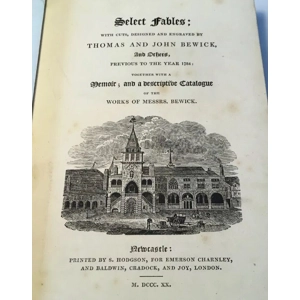 Select Fables;
WITH CUTS, DESIGNED AND ENGRAVED BY
THOMAS AND JOHN BEWICK,
And Others,
PREVIOUS TO THE YEAR 1784:
TOGETHER WITH A
Memoir; and a descriptive Catalogue
OF THE
WORKS OF MESSRS. BEWICK.
Newcastle:
PRINTED BY S. HODGSON, FOR EMERSON CHARNLEY,
AND BALDWIN, CRADOCK, AND JOY, LONDON.
M. DCCC. XX.